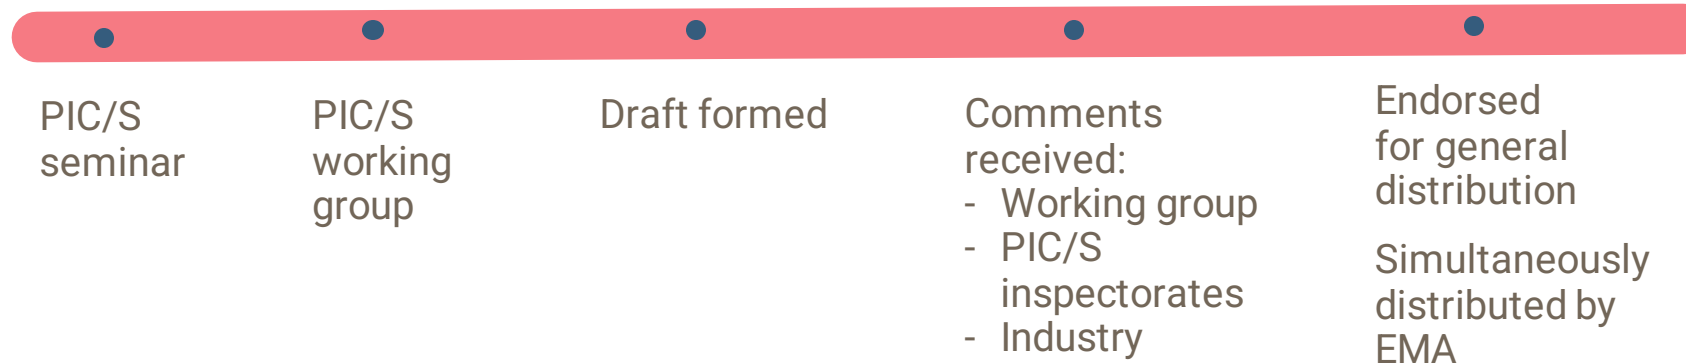 PIC/S
seminar
PIC/S
working
group
Draft formed
Comments
received:
- Working group
- PIC/S
inspectorates
- Industry
Endorsed
for general
distribution
Simultaneously
distributed by
EMA